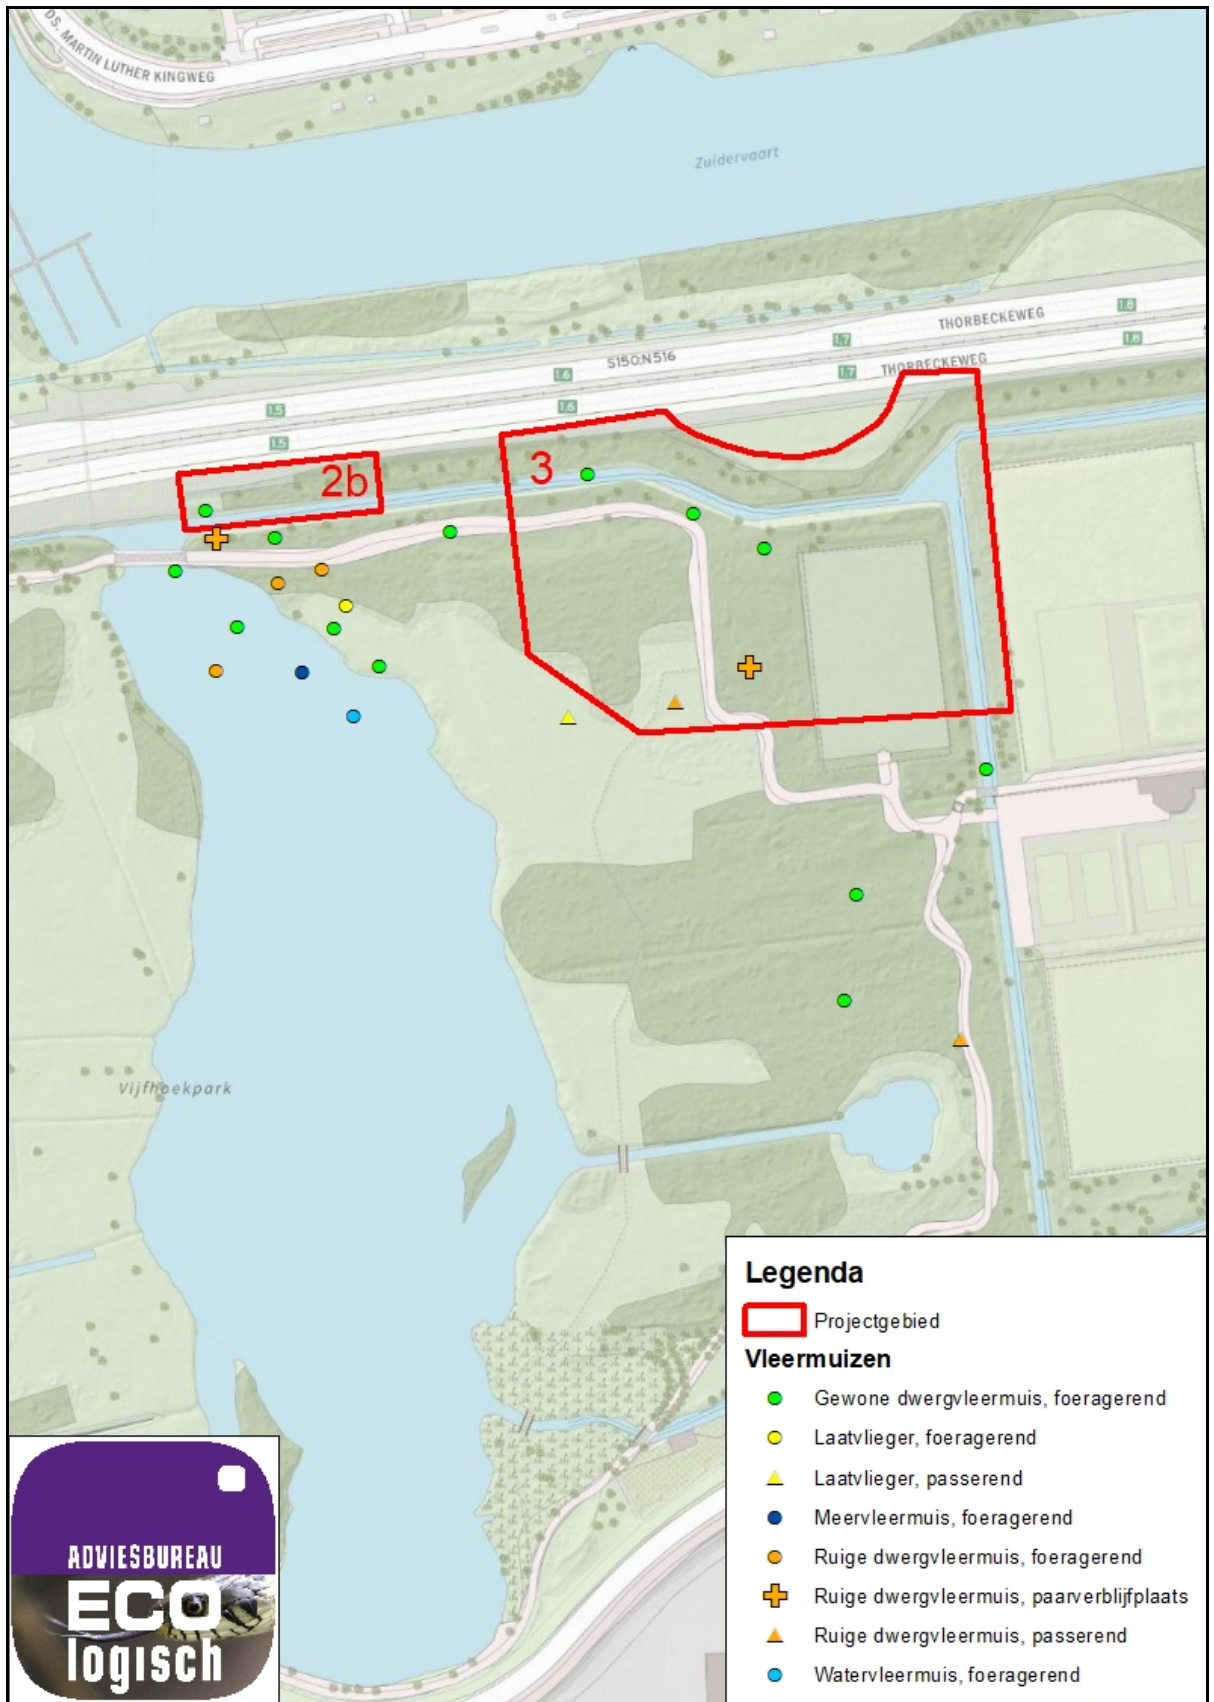 DS. MARTIN LUTHER KINGWEG
Zuidervaart
THORBECKEWEG
1.8
1.8
1.7
S150:N516
THORBECKEWEG
1.7
1.6
1.6
1.5
1.5
2b
3
Vijfhoekpark
Legenda
Projectgebied
Vleermuizen
Gewone dwergvleermuis, foeragerend
Laatvlieger, foeragerend
Laatvlieger, passerend
Meervleermuis, foeragerend
Ruige dwergvleermuis, foeragerend
Ruige dwergvleermuis, paarverblijfplaats
Ruige dwergvleermuis, passerend
Watervleermuis, foeragerend
ADVIESBUREAU
ECO
logisch